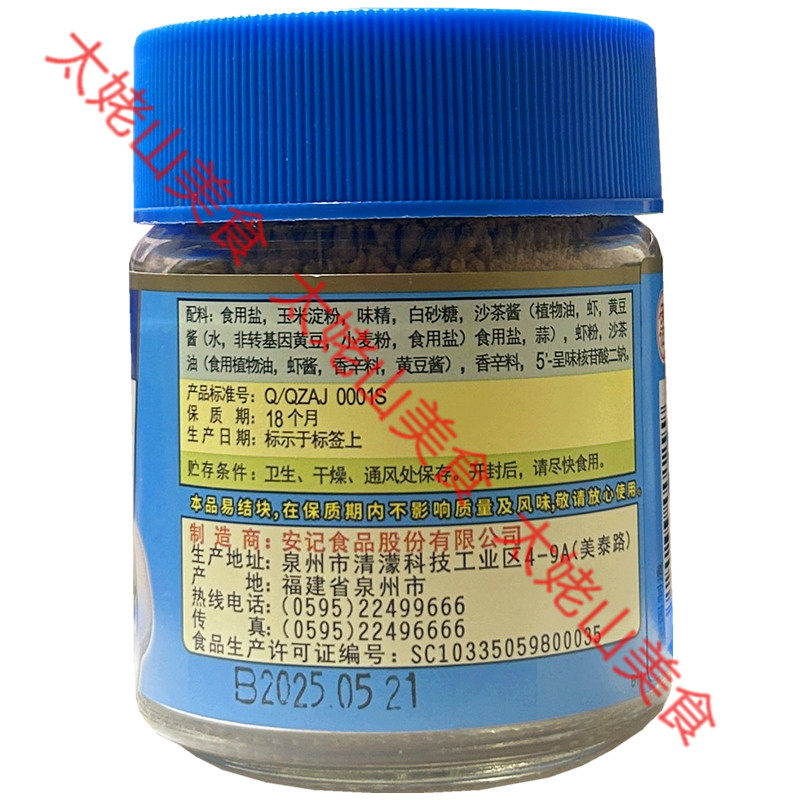 太姥山美食 太姥山美食 太姥山美食
配料：食用盐，玉米淀粉，味精，白砂糖，沙茶酱（植物油，虾，黄豆
酱（水，非转基因黄豆，小麦粉，食用盐）食用盐，蒜），虾粉，沙茶
油（食用植物油，虾酱，香辛料，黄豆酱），香辛料，5'-呈味核苷酸二钠。
产品标准号：Q/QZAJ 0001S
保质期：18个月
生产日期：标示于标签上
贮存条件：卫生、干燥、通风处保存。开封后，请尽快食用。
本品易结块，在保质期内不影响质量及风味，敬请放心使用。
制造商：安记食品股份有限公司
生产地址：泉州市清濛科技工业区4-9A(美泰路)
产地：福建省泉州市
热线电话：(0595)22499666
传真：(0595)22496666
食品生产许可证编号：SC10335059800035
B2025.05.21